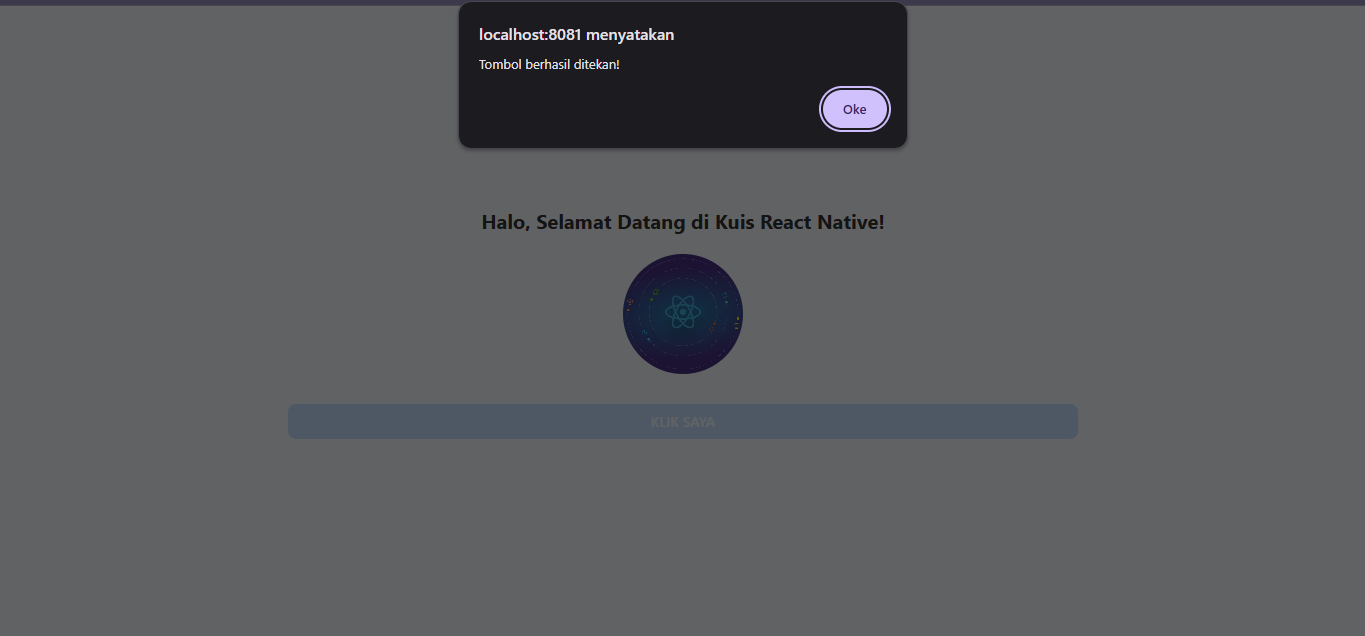 localhost:8081 menyatakan
Tombol berhasil ditekan!
Oke
Halo, Selamat Datang di Kuis React Native!
KLIK SAYA